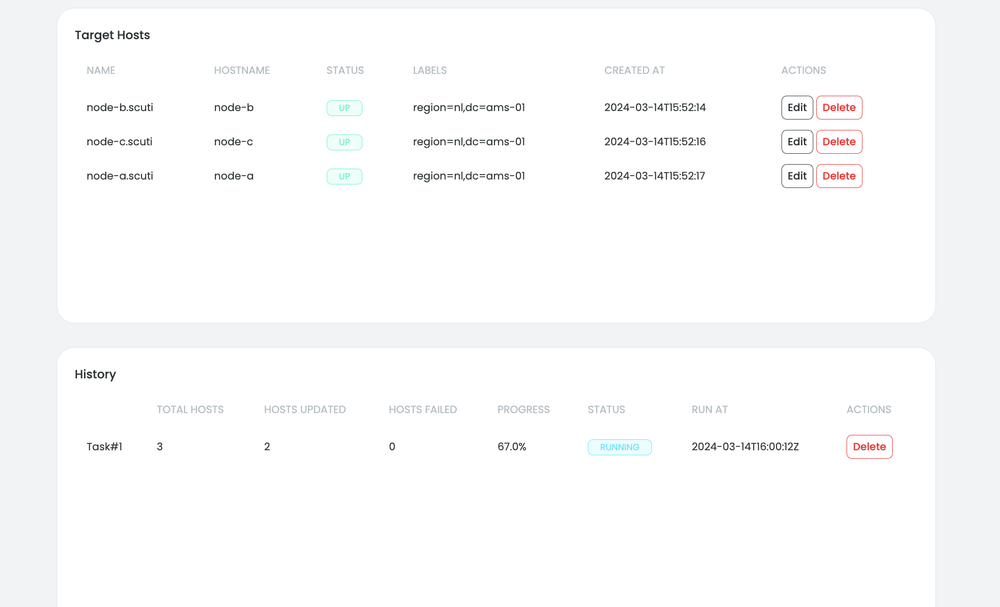 Target Hosts
NAME HOSTNAME STATUS LABELS CREATED AT ACTIONS
node-b.scuti node-b UP region=nl,dc=ams-01 2024-03-14T15:52:14 Edit Delete
node-c.scuti node-c UP region=nl,dc=ams-01 2024-03-14T15:52:16 Edit Delete
node-a.scuti node-a UP region=nl,dc=ams-01 2024-03-14T15:52:17 Edit Delete
History
TOTAL HOSTS HOSTS UPDATED HOSTS FAILED PROGRESS STATUS RUN AT ACTIONS
Task#1 3 2 0 67.0% RUNNING 2024-03-14T16:00:12Z Delete